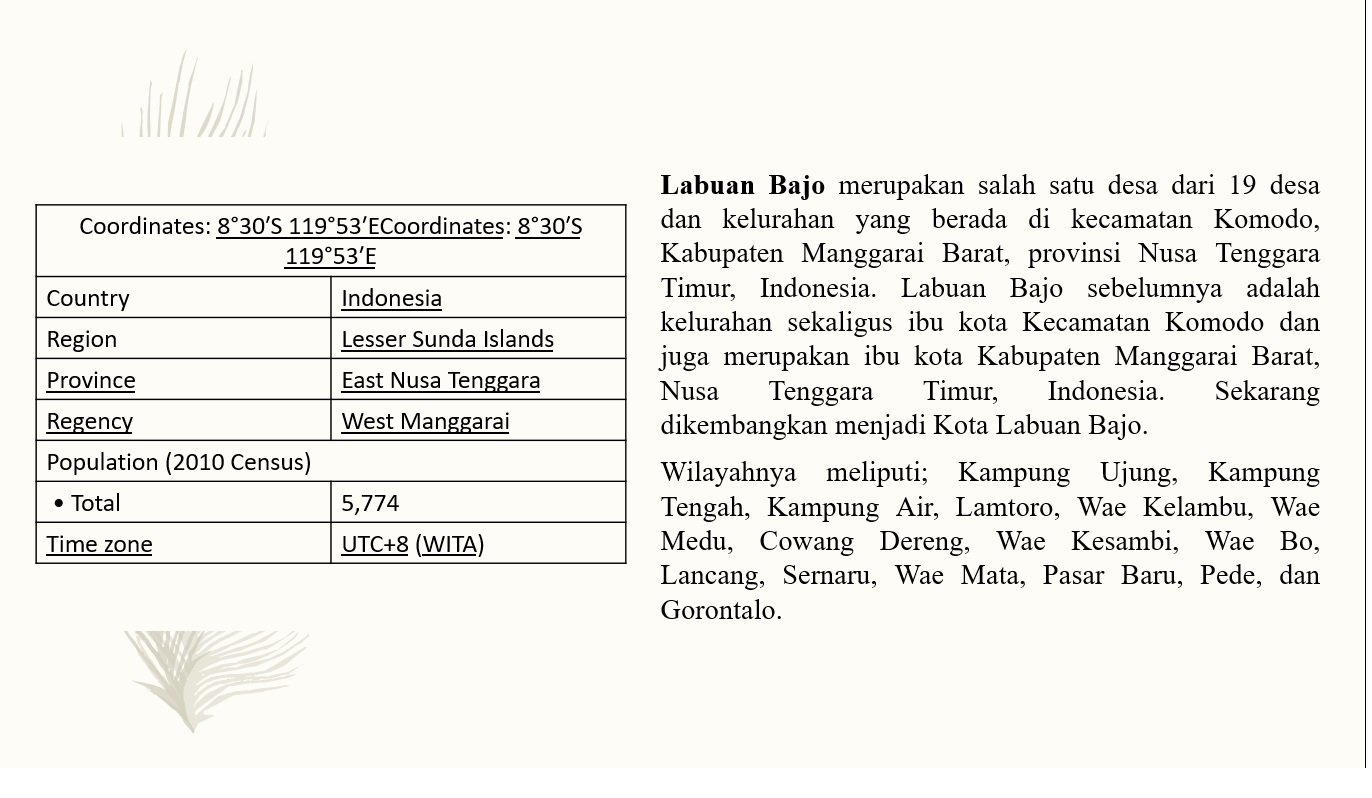 Coordinates: 8°30′S 119°53′ECoordinates: 8°30′S
119°53′E
Country Indonesia
Region Lesser Sunda Islands
Province East Nusa Tenggara
Regency West Manggarai
Population (2010 Census)
• Total 5,774
Time zone UTC+8 (WITA)
Labuan Bajo merupakan salah satu desa dari 19 desa
dan kelurahan yang berada di kecamatan Komodo,
Kabupaten Manggarai Barat, provinsi Nusa Tenggara
Timur, Indonesia. Labuan Bajo sebelumnya adalah
kelurahan sekaligus ibu kota Kecamatan Komodo dan
juga merupakan ibu kota Kabupaten Manggarai Barat,
Nusa Tenggara Timur, Indonesia. Sekarang
dikembangkan menjadi Kota Labuan Bajo.
Wilayahnya meliputi; Kampung Ujung, Kampung
Tengah, Kampung Air, Lamtoro, Wae Kelambu, Wae
Medu, Cowang Dereng, Wae Kesambi, Wae Bo,
Lancang, Sernaru, Wae Mata, Pasar Baru, Pede, dan
Gorontalo.